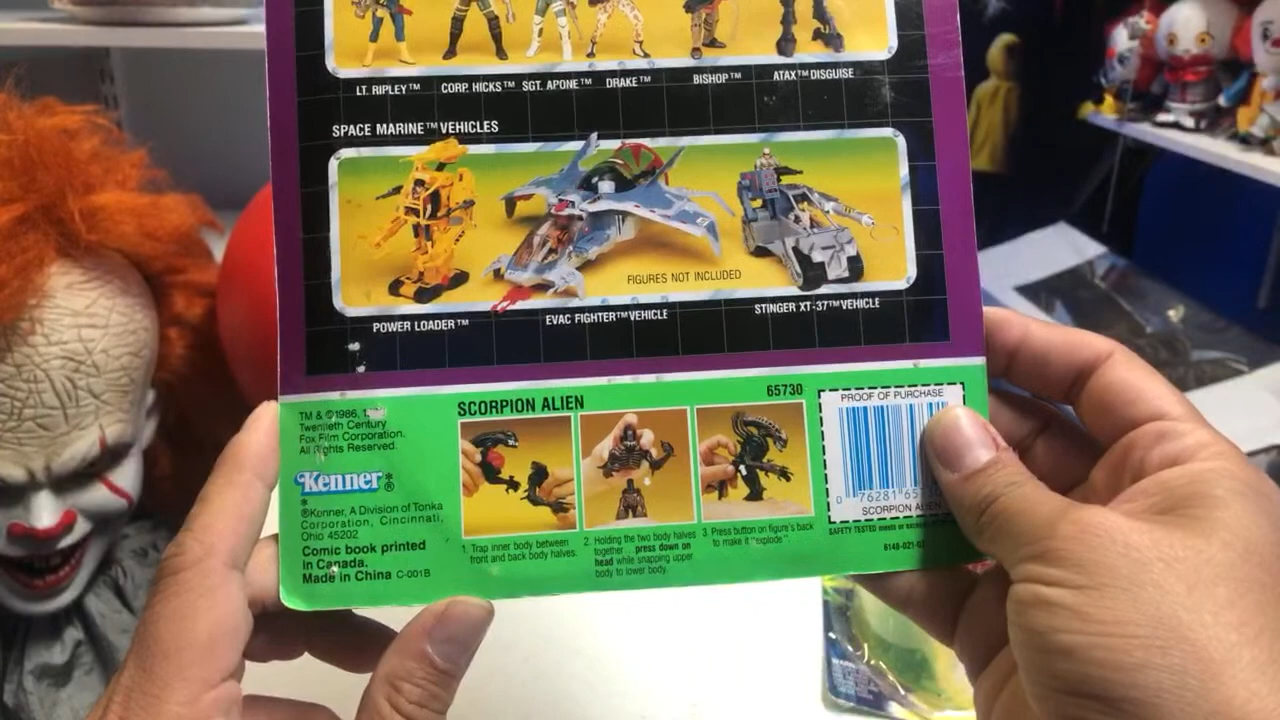 LT. RIPLEY™ CORP. HICKS™ SGT. APONE™ DRAKE™ BISHOP™ ATAX™ DISGUISE
SPACE MARINE™ VEHICLES
FIGURES NOT INCLUDED
POWER LOADER™ EVAC FIGHTER™ VEHICLE STINGER XT-37™ VEHICLE
TM & ©1986,
Twentieth Century
Fox Film Corporation.
All Rights Reserved.
Kenner®
*
®Kenner, A Division of Tonka
Corporation, Cincinnati,
Ohio 45202
Comic book printed
in Canada.
Made in China C-001B
SCORPION ALIEN 65730
1. Trap inner body between
front and back body halves.
2. Holding the two body halves
together press down on
head while snapping upper
body to lower body.
3. Press button on figure's back
to make it "explode".
PROOF OF PURCHASE
0 76281 65
SCORPION
SAFETY TESTED
6148-021-